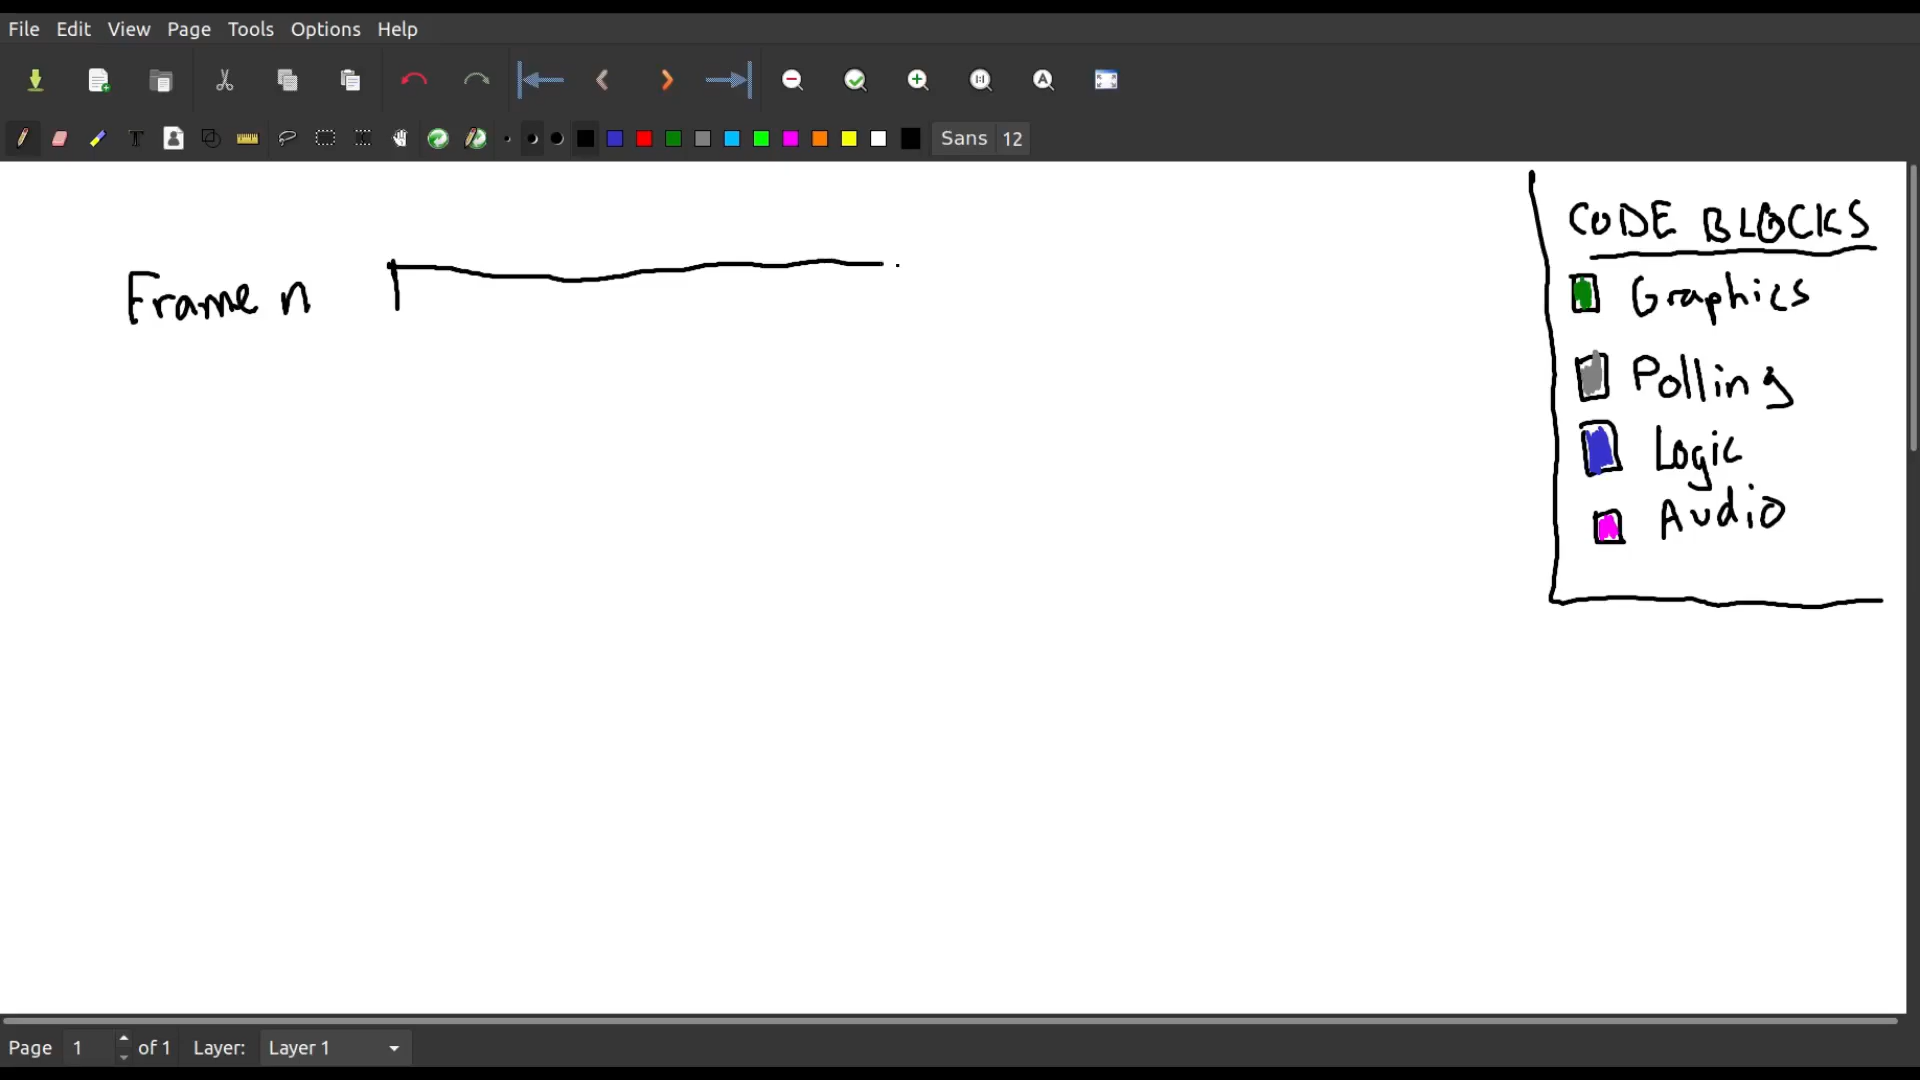 File Edit View Page Tools Options Help
Sans 12
CODE BLOCKS
Frame n
Graphics
Polling
Logic
Audio
Page 1 of 1 Layer: Layer 1